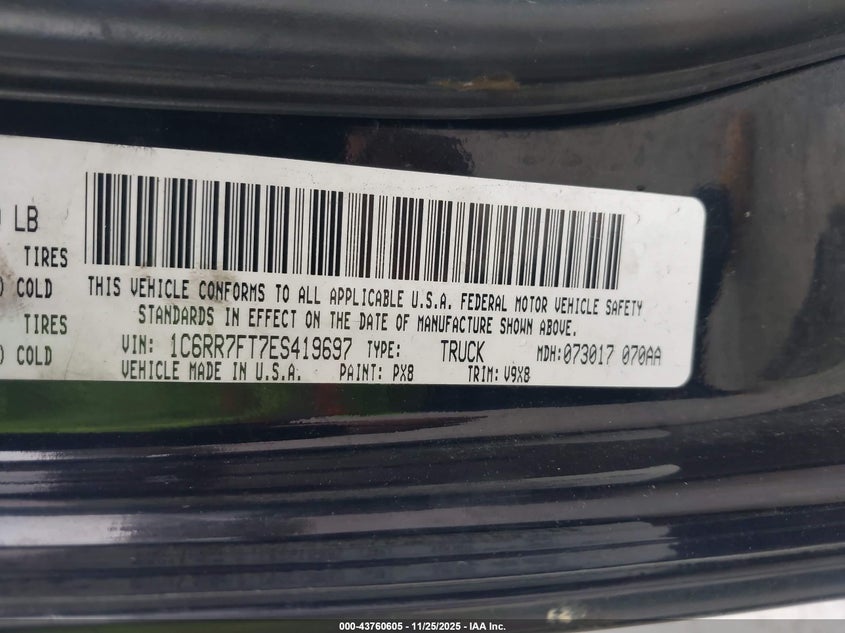 LB
TIRES
) COLD
TIRES
) COLD
THIS VEHICLE CONFORMS TO ALL APPLICABLE U.S.A. FEDERAL MOTOR VEHICLE SAFETY
STANDARDS IN EFFECT ON THE DATE OF MANUFACTURE SHOWN ABOVE.
VIN: 1C6RR7FT7ES419697 TYPE: TRUCK MDH:073017 070AA
VEHICLE MADE IN U.S.A. PAINT: PX8 TRIM: V9X8
000-43760605 - 11/25/2025 - IAA Inc.